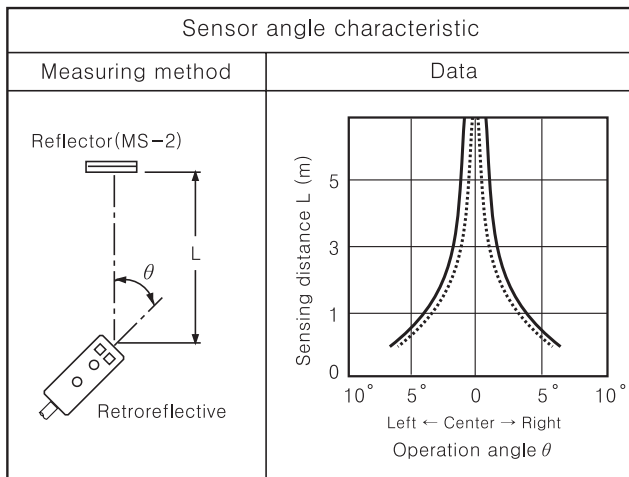 Sensor angle characteristic
Measuring method
Data
Reflector(MS-2)
L
θ
Retroreflective
Sensing distance L (m)
5
3
1
0
10° 5° 0 5° 10°
Left ← Center → Right
Operation angle θ